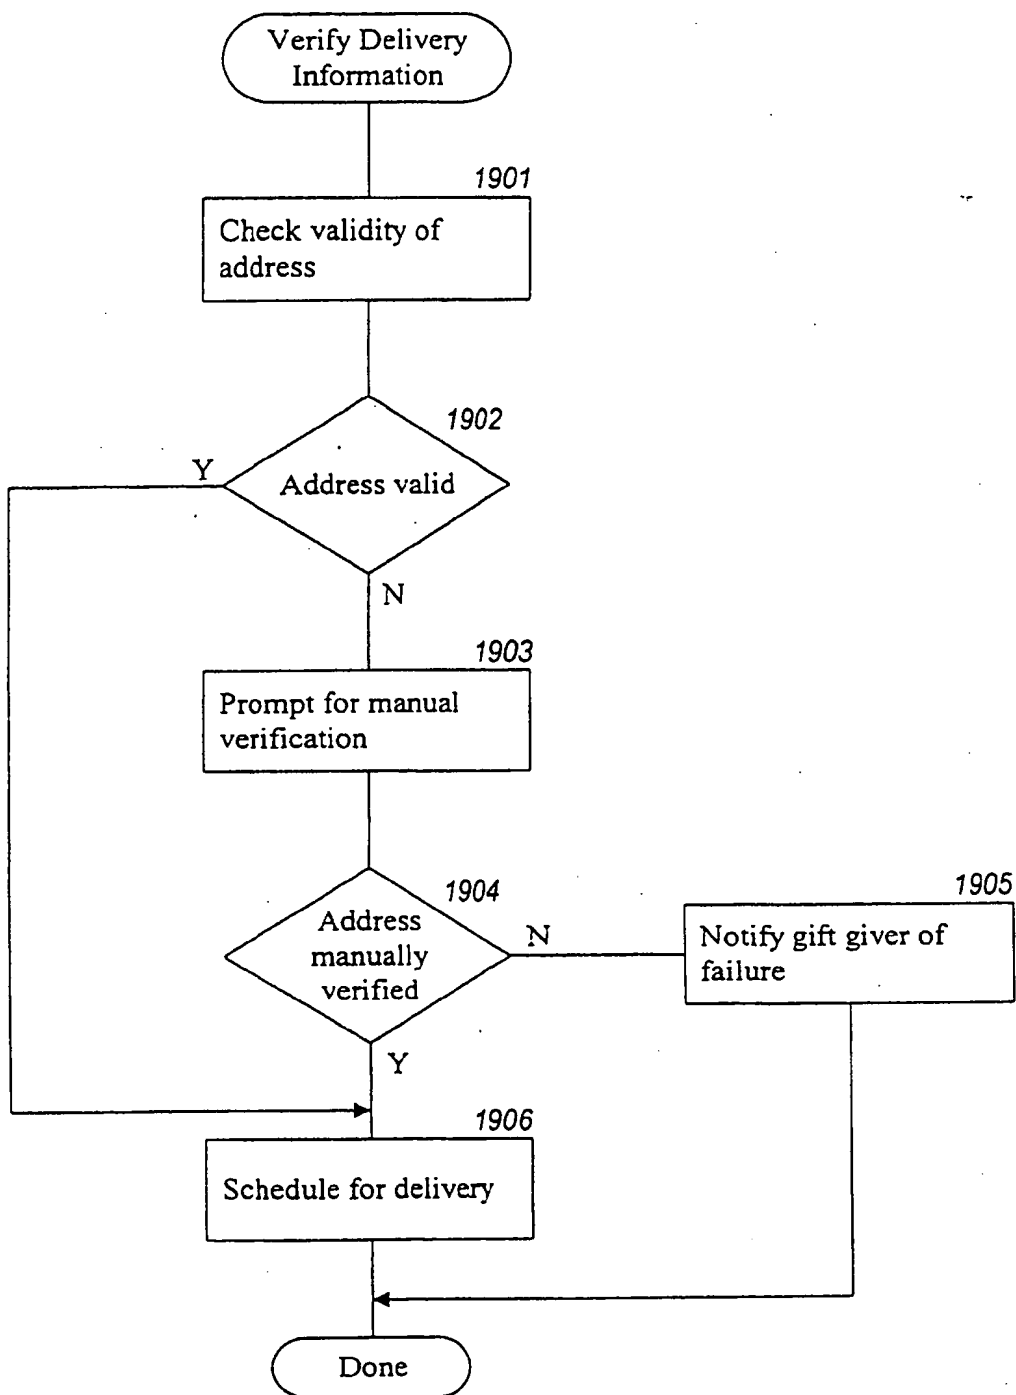 Verify Delivery
Information
1901
Check validity of
address
1902
Y
Address valid
N
1903
Prompt for manual
verification
1904
Address
manually
verified
N
1905
Notify gift giver of
failure
Y
1906
Schedule for delivery
Done